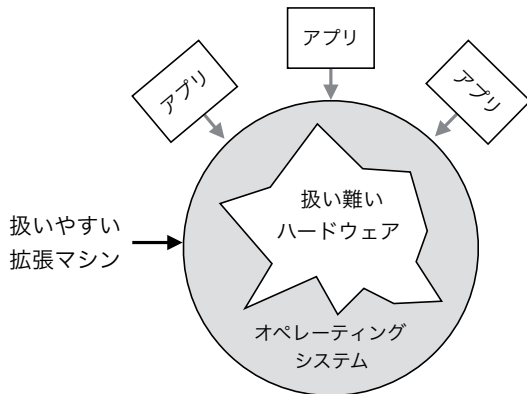 アプリ
アプリ
アプリ
扱い難い
ハードウェア
扱いやすい
拡張マシン
オペレーティング
システム